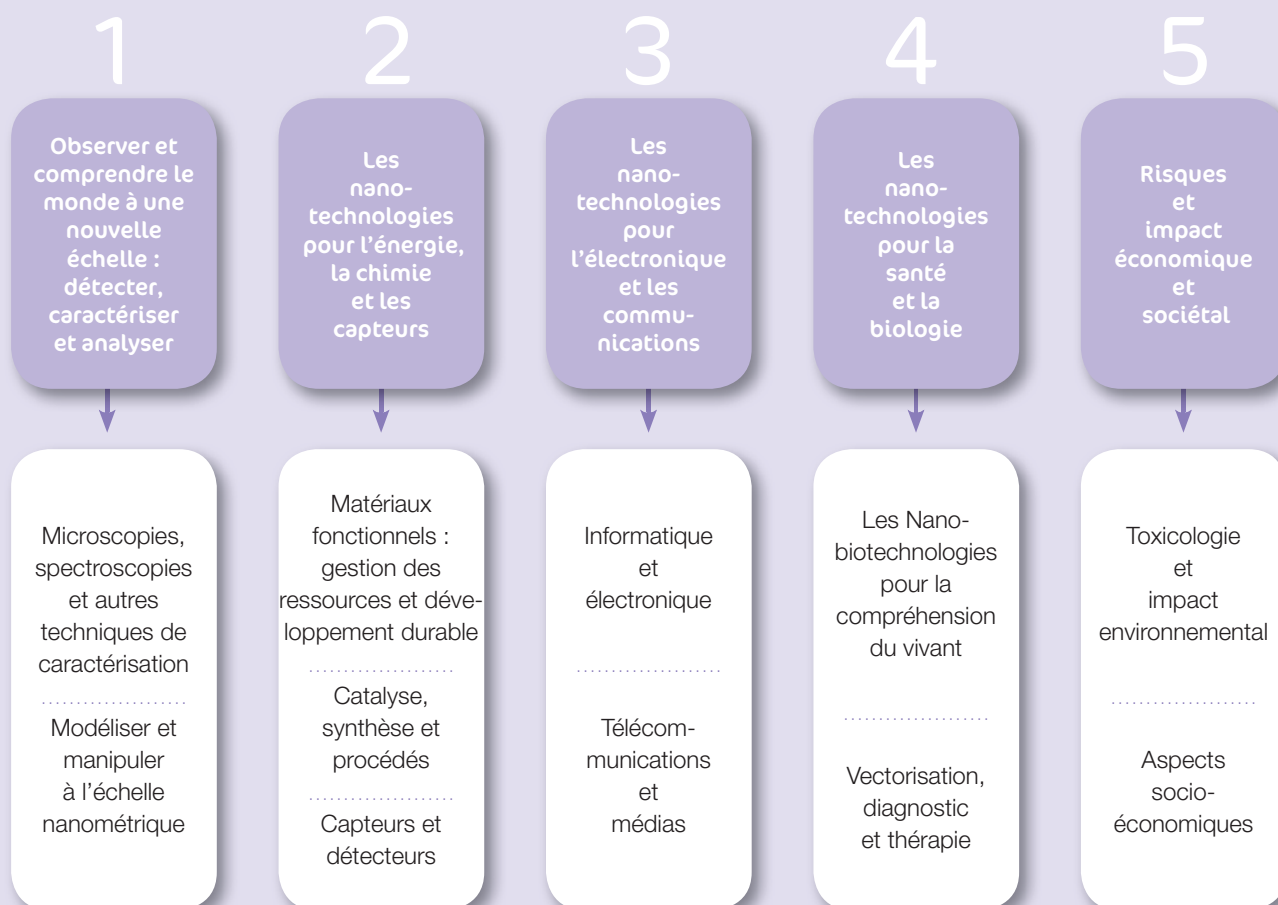 1
Observer et
comprendre le
monde à une
nouvelle
échelle :
détecter,
caractériser
et analyser
Microscopies,
spectroscopies
et autres
techniques de
caractérisation
Modéliser et
manipuler
à l’échelle
nanométrique
2
Les
nano-
technologies
pour l’énergie,
la chimie
et les
capteurs
Matériaux
fonctionnels :
gestion des
ressources et déve-
loppement durable
Catalyse,
synthèse et
procédés
Capteurs et
détecteurs
3
Les
nano-
technologies
pour
l’électronique
et les
commu-
nications
Informatique
et
électronique
Télécom-
munications
et
médias
4
Les
nano-
technologies
pour la
santé
et la
biologie
Les Nano-
biotechnologies
pour la
compréhension
du vivant
Vectorisation,
diagnostic
et thérapie
5
Risques
et
impact
économique
et
sociétal
Toxicologie
et
impact
environnemental
Aspects
socio-
économiques